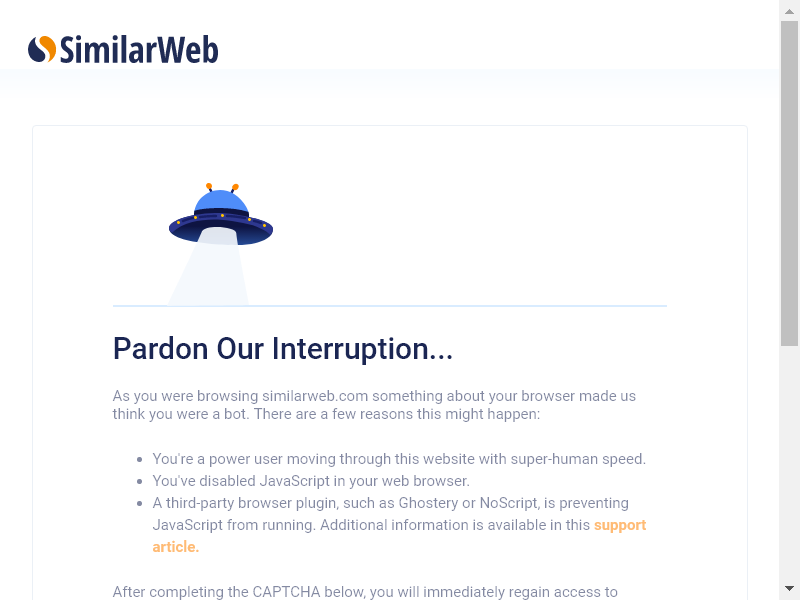 SimilarWeb
Pardon Our Interruption...
As you were browsing similarweb.com something about your browser made us
think you were a bot. There are a few reasons this might happen:
You're a power user moving through this website with super-human speed.
You've disabled JavaScript in your web browser.
A third-party browser plugin, such as Ghostery or NoScript, is preventing
JavaScript from running. Additional information is available in this support
article.
After completing the CAPTCHA below, you will immediately regain access to